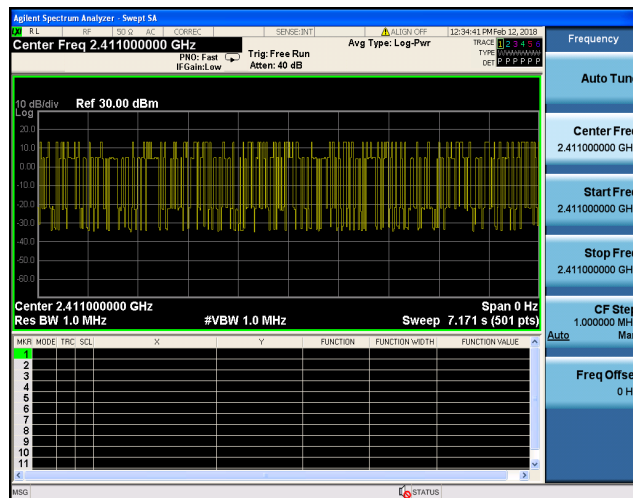 Agilent Spectrum Analyzer - Swept SA
RL RF 50 Ω AC CORREC SENSE:INT ALIGN OFF 12:34:41 PM Feb 12, 2018
Center Freq 2.411000000 GHz
PNO: Fast
IFGain:Low
Trig: Free Run
Atten: 40 dB
Avg Type: Log-Pwr
TRACE 1 2 3 4 5 6
TYPE
DET P P P P P P
10 dB/div Ref 30.00 dBm
Log
20.0
10.0
0.00
-10.0
-20.0
-30.0
-40.0
-50.0
-60.0
Center 2.411000000 GHz Span 0 Hz
Res BW 1.0 MHz #VBW 1.0 MHz Sweep 7.171 s (501 pts)
MKR MODE TRC SCL X Y FUNCTION FUNCTION WIDTH FUNCTION VALUE
1
2
3
4
5
6
7
8
9
10
11
MSG STATUS
Frequency
Auto Tun
Center Fre
2.411000000 GH
Start Fre
2.411000000 GH
Stop Fre
2.411000000 GH
CF Step
1.000000 MH
Auto Ma
Freq Offse
0 H